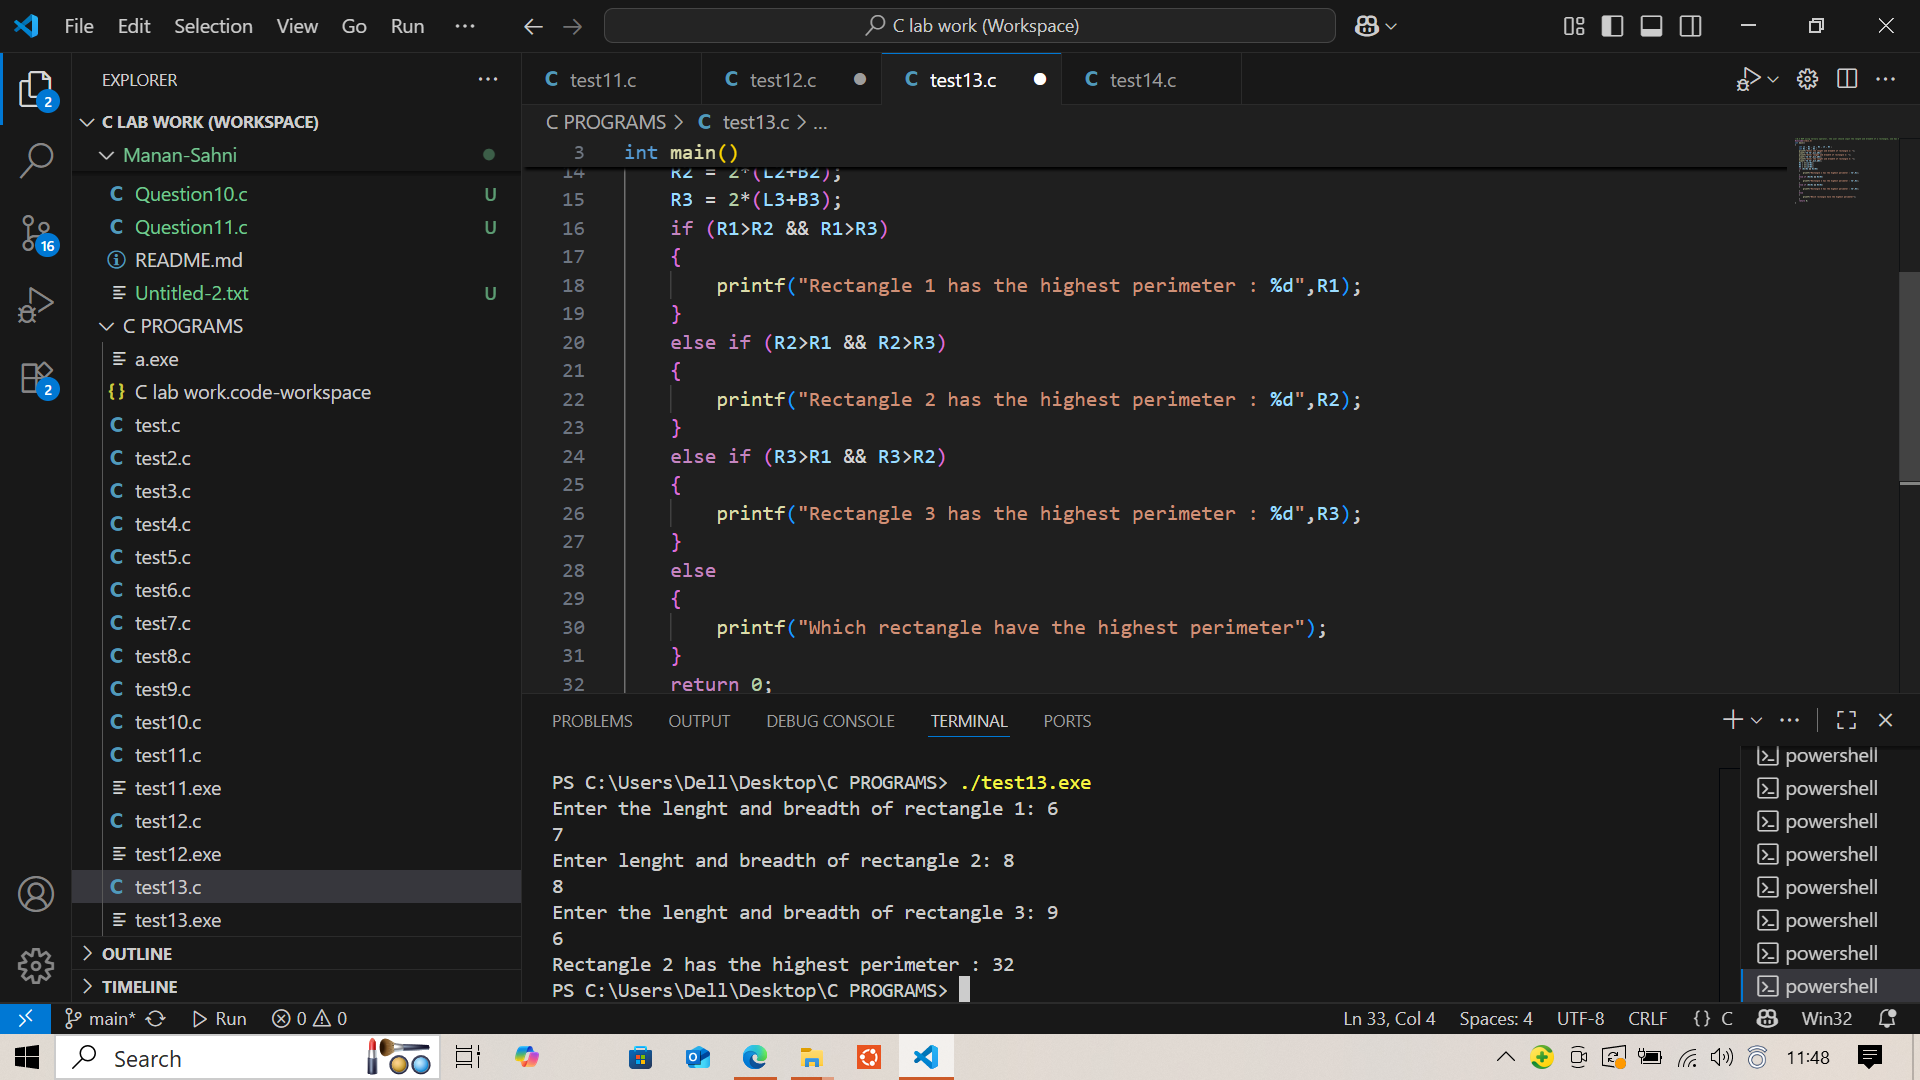 File Edit Selection View Go Run ...
C lab work (Workspace)
EXPLORER
C LAB WORK (WORKSPACE)
Manan-Sahni
Question10.c U
Question11.c U
README.md
Untitled-2.txt U
C PROGRAMS
a.exe
{} C lab work.code-workspace
C test.c
C test2.c
C test3.c
C test4.c
C test5.c
C test6.c
C test7.c
C test8.c
C test9.c
C test10.c
C test11.c
test11.exe
C test12.c
test12.exe
C test13.c
test13.exe
OUTLINE
TIMELINE
2
16
2
C test11.c
C test12.c
C test13.c
C test14.c
C PROGRAMS > C test13.c > ...
3 int main()
14 R2 = 2*(L2+B2);
15 R3 = 2*(L3+B3);
16 if (R1>R2 && R1>R3)
17 {
18 printf("Rectangle 1 has the highest perimeter : %d",R1);
19 }
20 else if (R2>R1 && R2>R3)
21 {
22 printf("Rectangle 2 has the highest perimeter : %d",R2);
23 }
24 else if (R3>R1 && R3>R2)
25 {
26 printf("Rectangle 3 has the highest perimeter : %d",R3);
27 }
28 else
29 {
30 printf("Which rectangle have the highest perimeter");
31 }
32 return 0;
PROBLEMS OUTPUT DEBUG CONSOLE TERMINAL PORTS
PS C:\Users\Dell\Desktop\C PROGRAMS> ./test13.exe
Enter the lenght and breadth of rectangle 1: 6
7
Enter lenght and breadth of rectangle 2: 8
8
Enter the lenght and breadth of rectangle 3: 9
6
Rectangle 2 has the highest perimeter : 32
PS C:\Users\Dell\Desktop\C PROGRAMS>
powershell
powershell
powershell
powershell
powershell
powershell
powershell
powershell
main* Run 0 0
Ln 33, Col 4 Spaces: 4 UTF-8 CRLF {} C Win32
Search
11:48